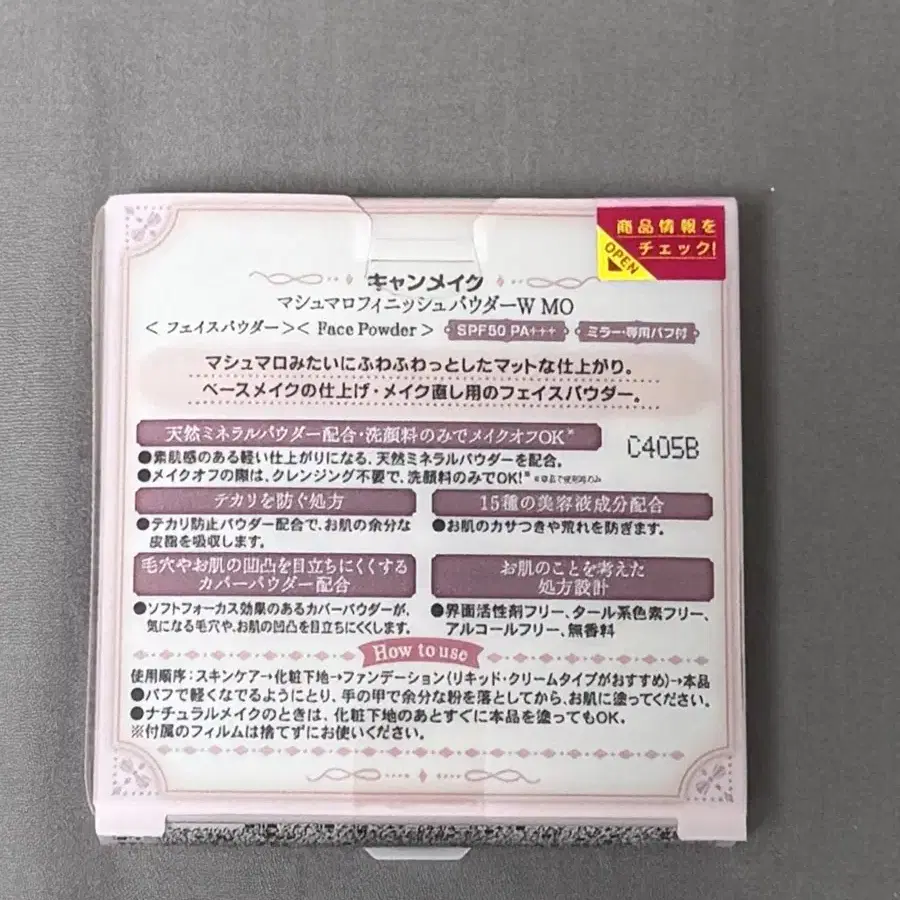 商品情報を
チェック!
OPEN
キャンメイク
マシュマロフィニッシュパウダーW MO
<フェイスパウダー><Face Powder> SPF50 PA+++ ミラー・専用パフ付
マシュマロみたいにふわふわっとしたマットな仕上がり。
ベースメイクの仕上げ・メイク直し用のフェイスパウダー。
天然ミネラルパウダー配合・洗顔料のみでメイクオフOK*
C405B
●素肌感のある軽い仕上がりになる、天然ミネラルパウダーを配合。
●メイクオフの際は、クレンジング不要で、洗顔料のみでOK! *単品で使用時のみ
テカリを防ぐ処方
●テカリ防止パウダー配合で、お肌の余分な
皮脂を吸収します。
15種の美容液成分配合
●お肌のカサつきや荒れを防ぎます。
毛穴やお肌の凹凸を目立ちにくくする
カバーパウダー配合
●ソフトフォーカス効果のあるカバーパウダーが、
気になる毛穴や、お肌の凹凸を目立ちにくくします。
お肌のことを考えた
処方設計
●界面活性剤フリー、タール系色素フリー、
アルコールフリー、無香料
How to use
使用順序:スキンケア→化粧下地→ファンデーション(リキッド・クリームタイプがおすすめ)→本品
●パフで軽くなでるようにとり、手の甲で余分な粉を落としてから、お肌に塗ってください。
●ナチュラルメイクのときは、化粧下地のあとすぐに本品を塗ってもOK。
※付属のフィルムは捨てずにお使いください。